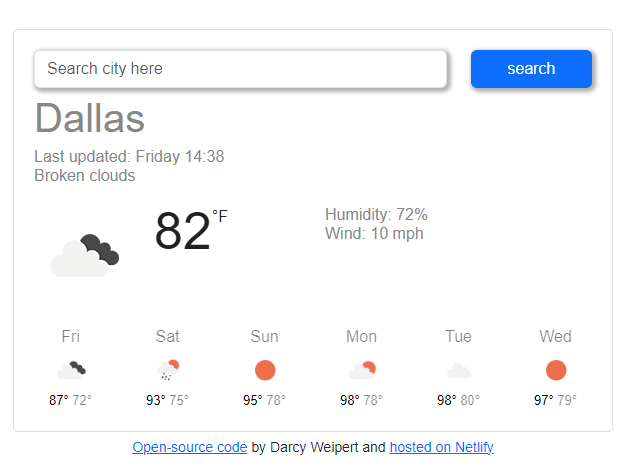 Search city here
search
Dallas
Last updated: Friday 14:38
Broken clouds
82°F
Humidity: 72%
Wind: 10 mph
Fri Sat Sun Mon Tue Wed
87° 72° 93° 75° 95° 78° 98° 78° 98° 80° 97° 79°
Open-source code by Darcy Weipert and hosted on Netlify